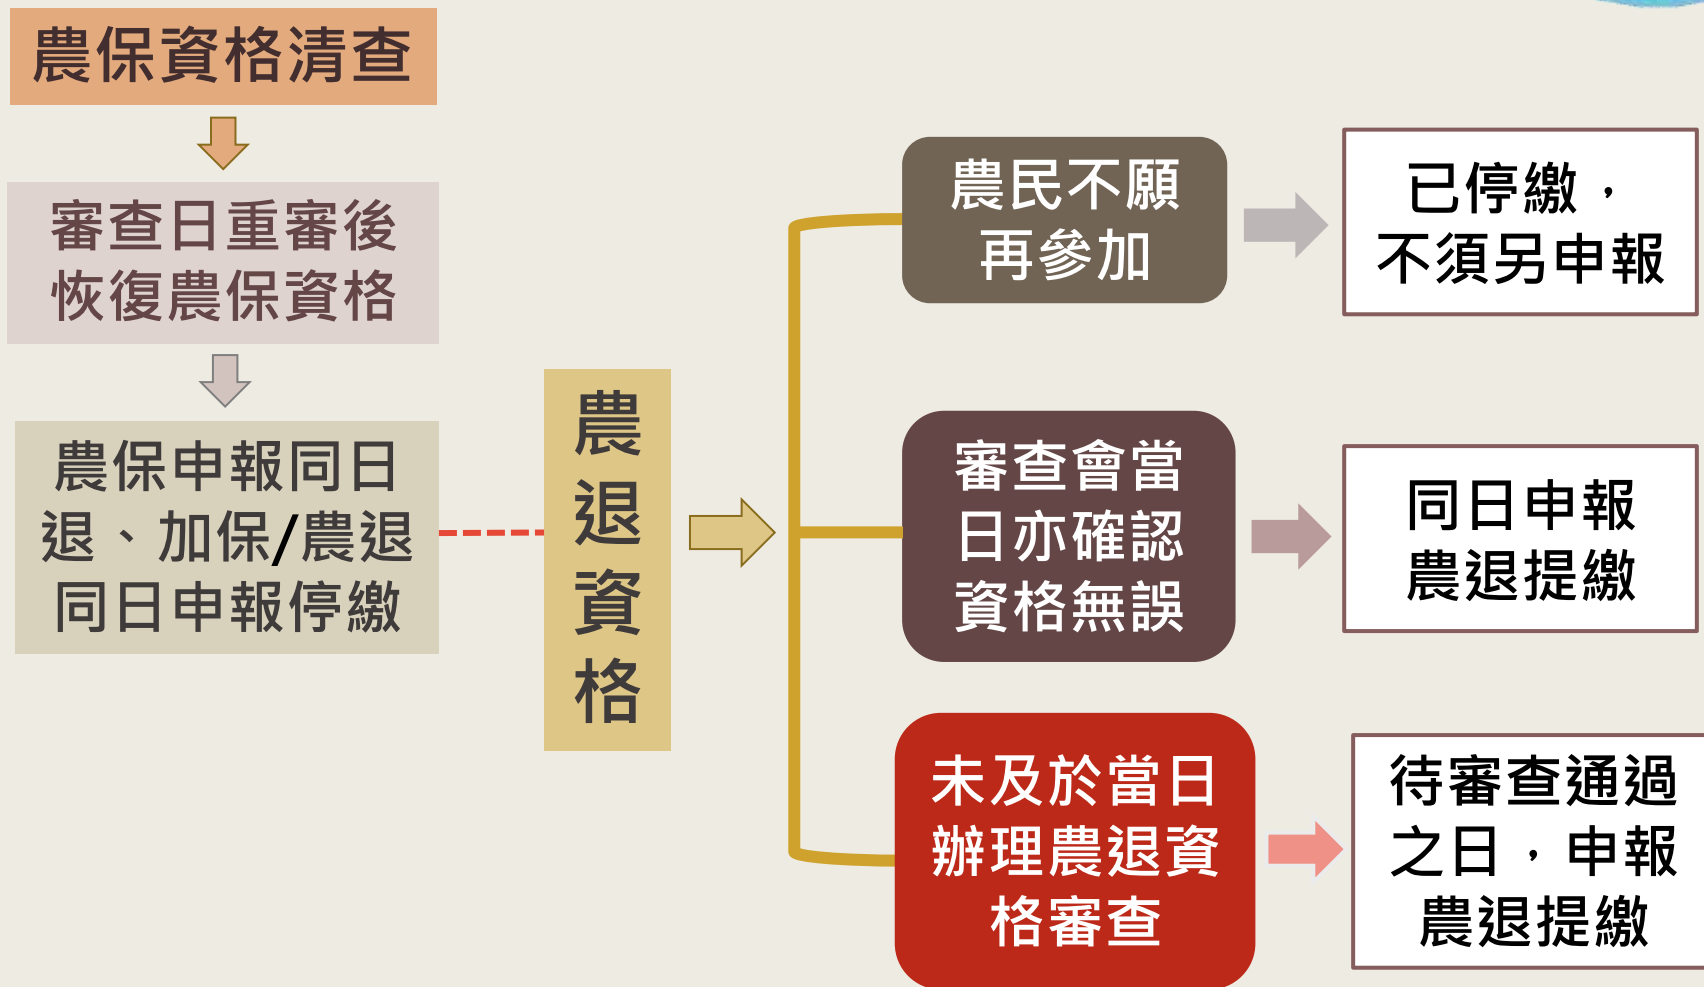 農保資格清查
審查日重審後
恢復農保資格
農保申報同日
退、加保/農退
同日申報停繳
農
退
資
格
農民不願
再參加
已停繳，
不須另申報
審查會當
日亦確認
資格無誤
同日申報
農退提繳
未及於當日
辦理農退資
格審查
待審查通過
之日，申報
農退提繳